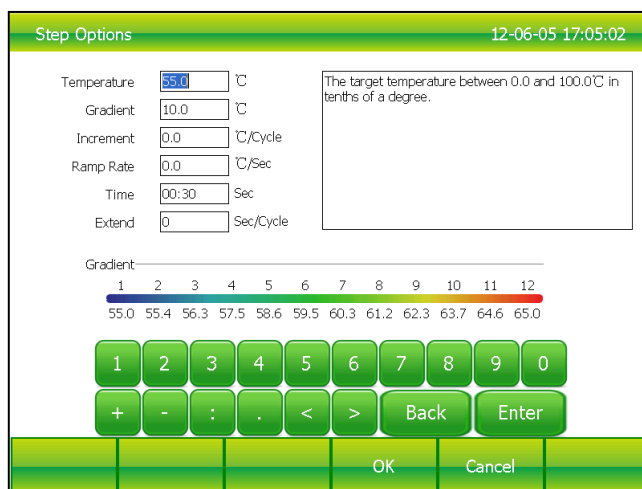 Step Options 12-06-05 17:05:02
Temperature 55.0 ℃
Gradient 10.0 ℃
Increment 0.0 ℃/Cycle
Ramp Rate 0.0 ℃/Sec
Time 00:30 Sec
Extend 0 Sec/Cycle
The target temperature between 0.0 and 100.0℃ in
tenths of a degree.
Gradient
1 2 3 4 5 6 7 8 9 10 11 12
55.0 55.4 56.3 57.5 58.6 59.5 60.3 61.2 62.3 63.7 64.6 65.0
1 2 3 4 5 6 7 8 9 0
+ - : . < > Back Enter
OK Cancel